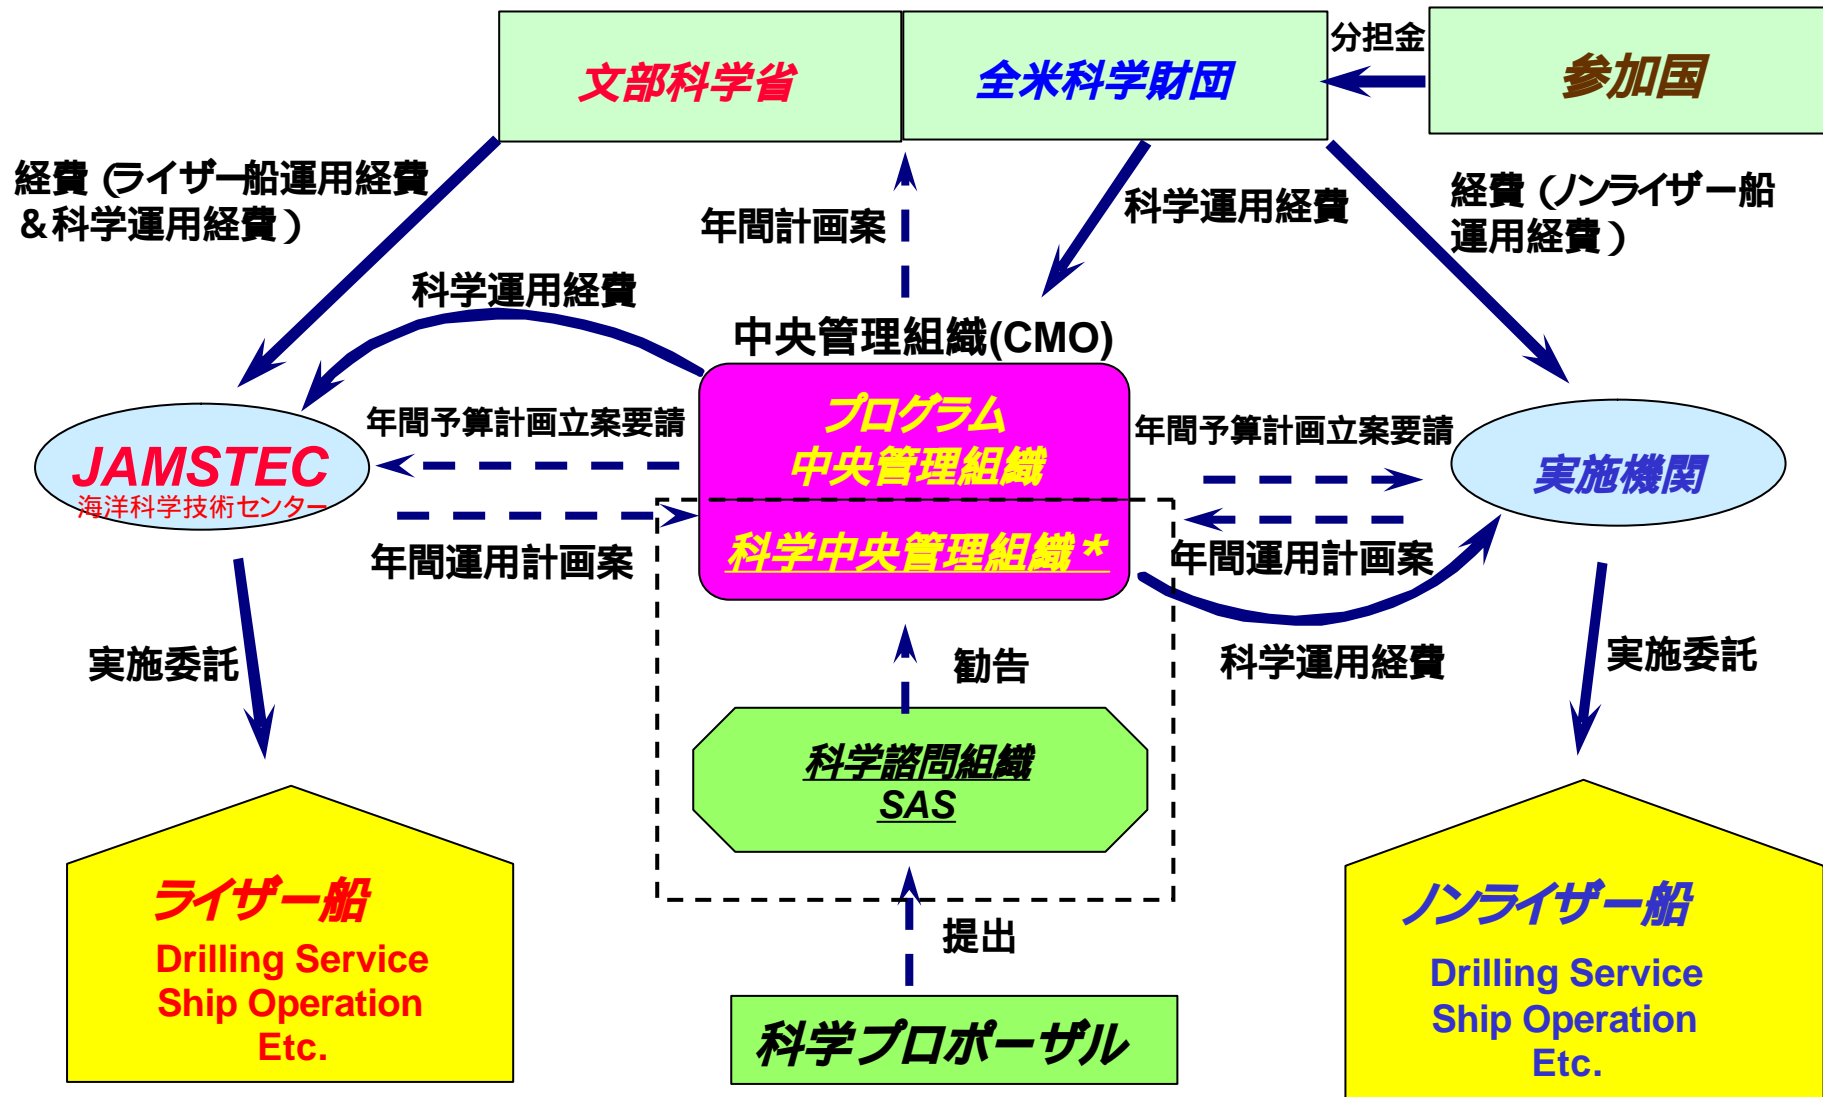 文部科学省
全米科学財団
分担金
参加国
経費（ライザー船運用経費
＆科学運用経費）
年間計画案
科学運用経費
経費（ノンライザー船
運用経費）
科学運用経費
中央管理組織(CMO)
プログラム
中央管理組織
科学中央管理組織*
JAMSTEC
海洋科学技術センター
年間予算計画立案要請
年間運用計画案
年間予算計画立案要請
年間運用計画案
実施機関
実施委託
勧告
科学運用経費
実施委託
科学諮問組織
SAS
ライザー船
Drilling Service
Ship Operation
Etc.
提出
科学プロポーザル
ノンライザー船
Drilling Service
Ship Operation
Etc.